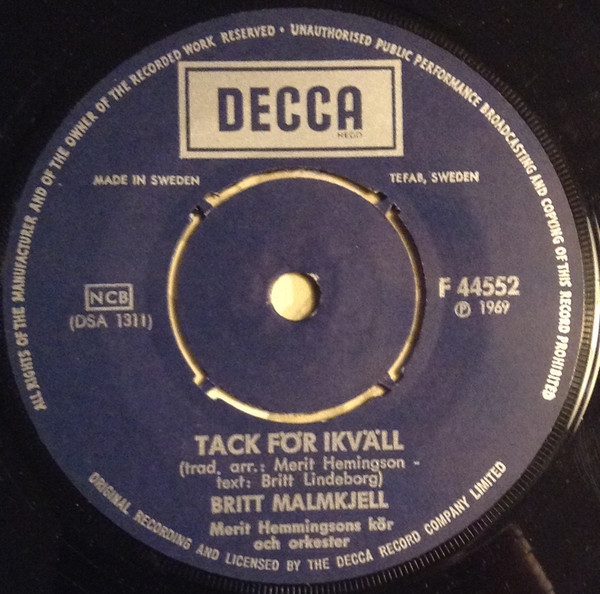 ALL RIGHTS OF THE MANUFACTURER AND OF THE OWNER OF THE RECORDED WORK RESERVED · UNAUTHORISED PUBLIC PERFORMANCE BROADCASTING AND COPYING OF THIS RECORD PROHIBITED
DECCA
REGD
MADE IN SWEDEN
TEFAB, SWEDEN
NCB
(DSA 1311)
F 44552
℗ 1969
TACK FÖR IKVÄLL
(trad. arr.: Merit Hemingson -
text: Britt Lindeborg)
BRITT MALMKJELL
Merit Hemmingsons kör
och orkester
ORIGINAL RECORDING AND LICENSED BY THE DECCA RECORD COMPANY LIMITED